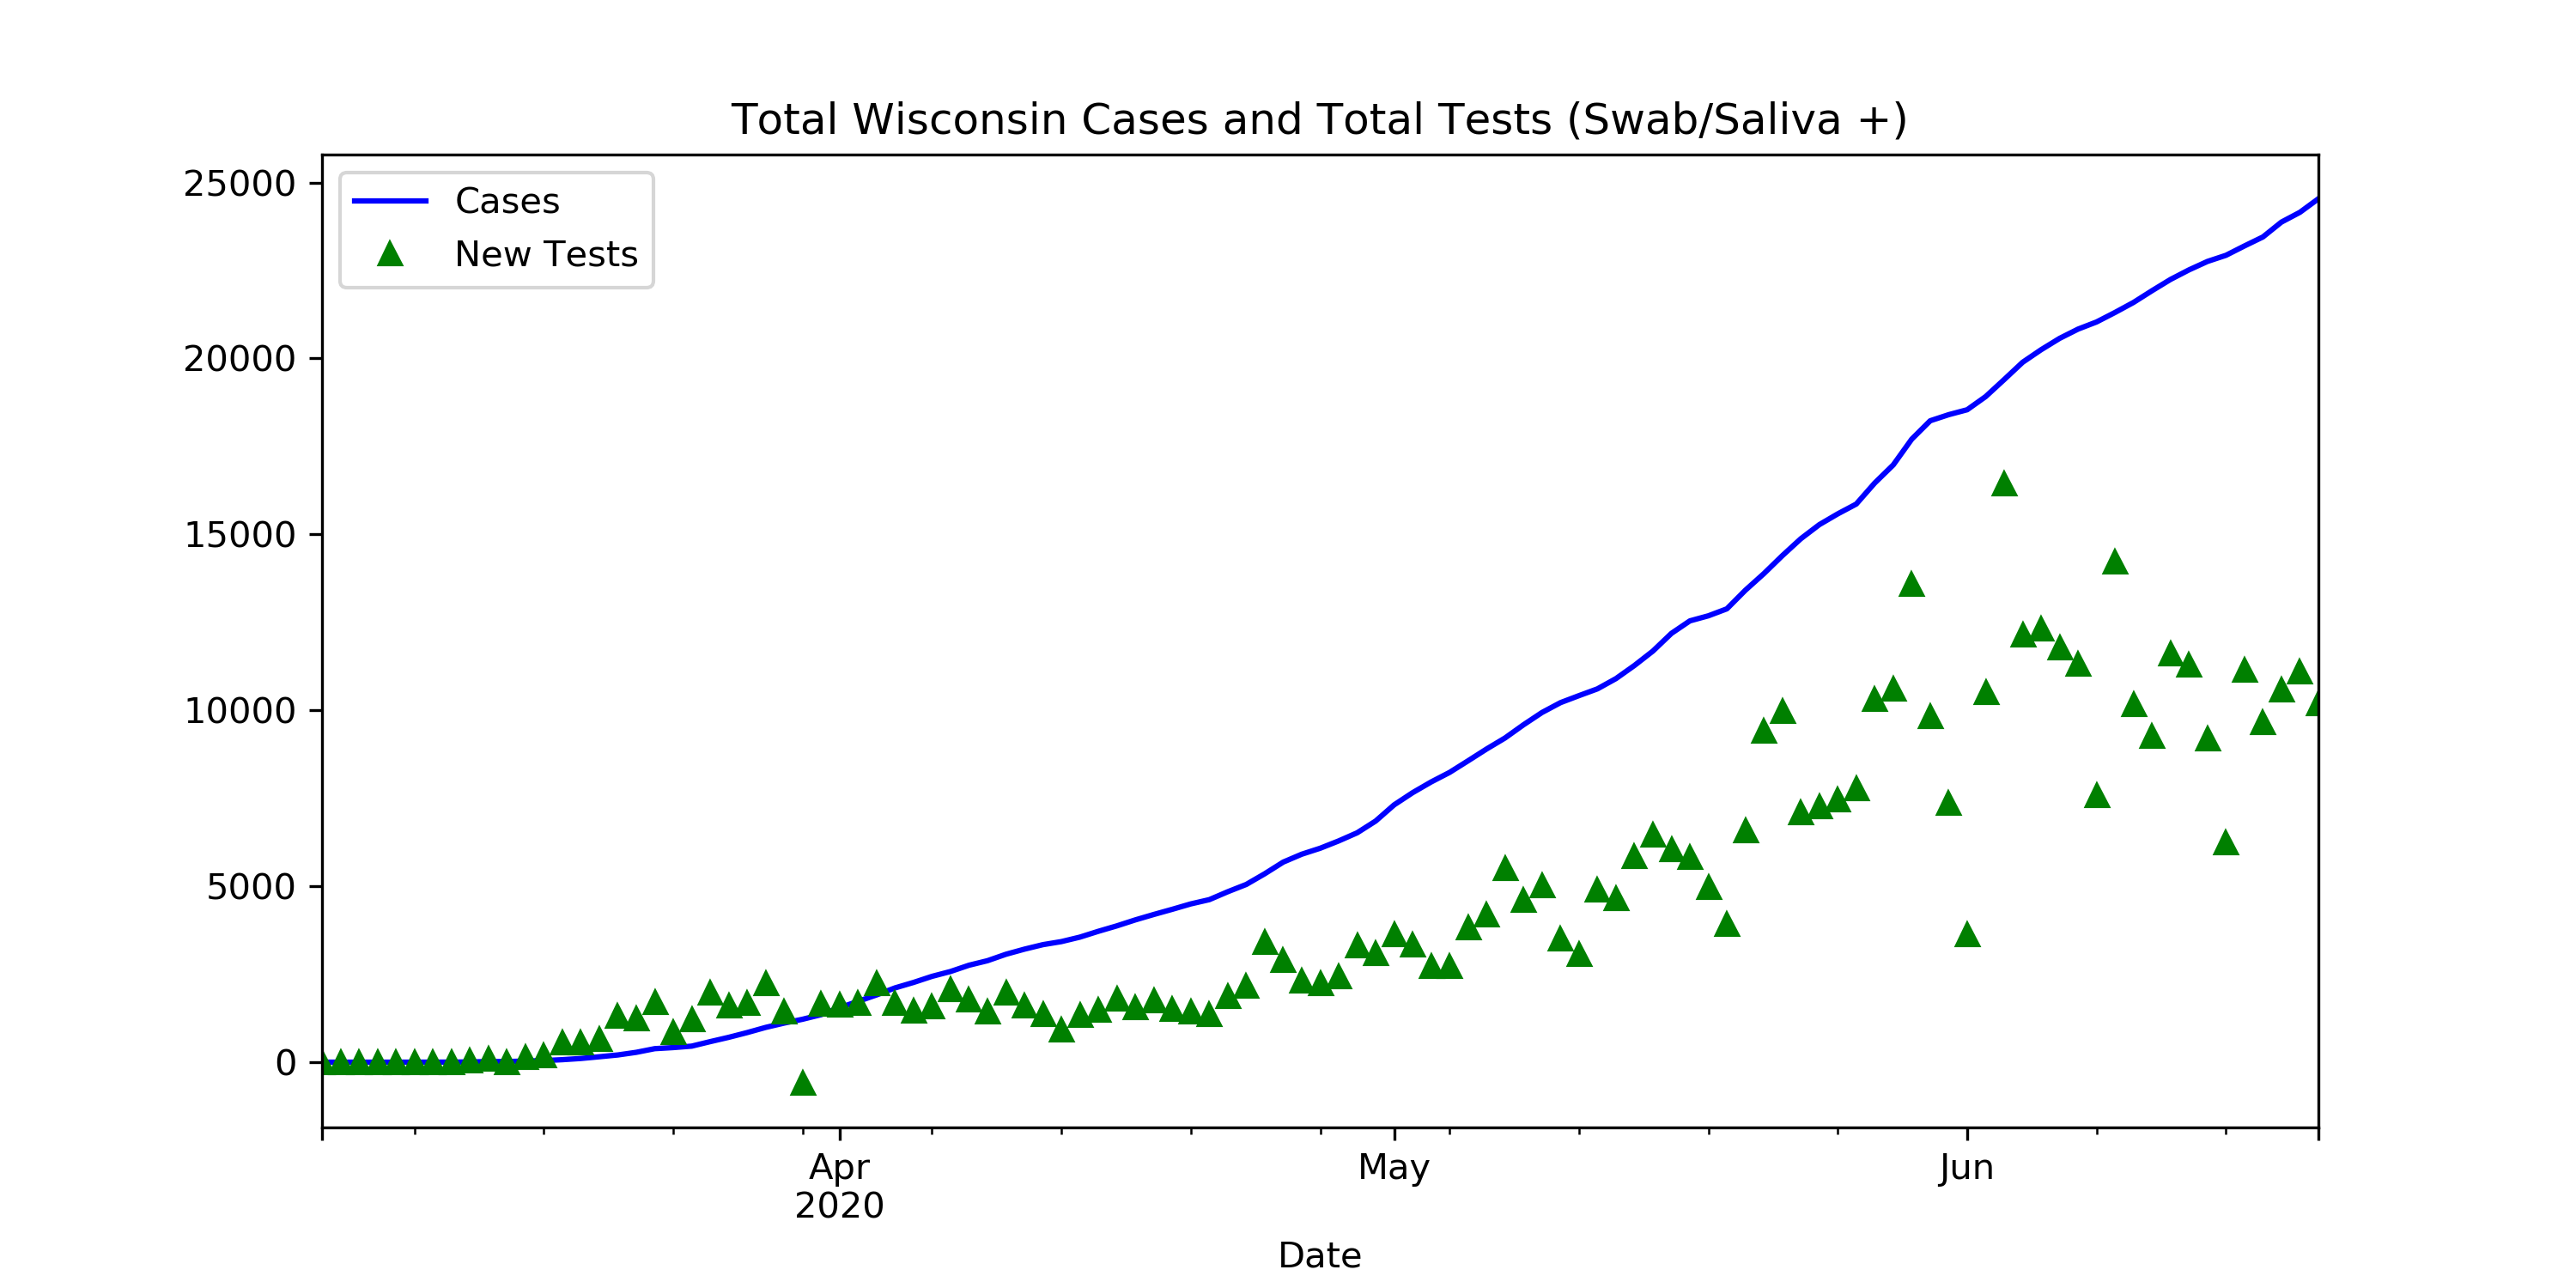 Total Wisconsin Cases and Total Tests (Swab/Saliva +)
25000
20000
15000
10000
5000
0
Cases
New Tests
Apr
2020
May
Jun
Date